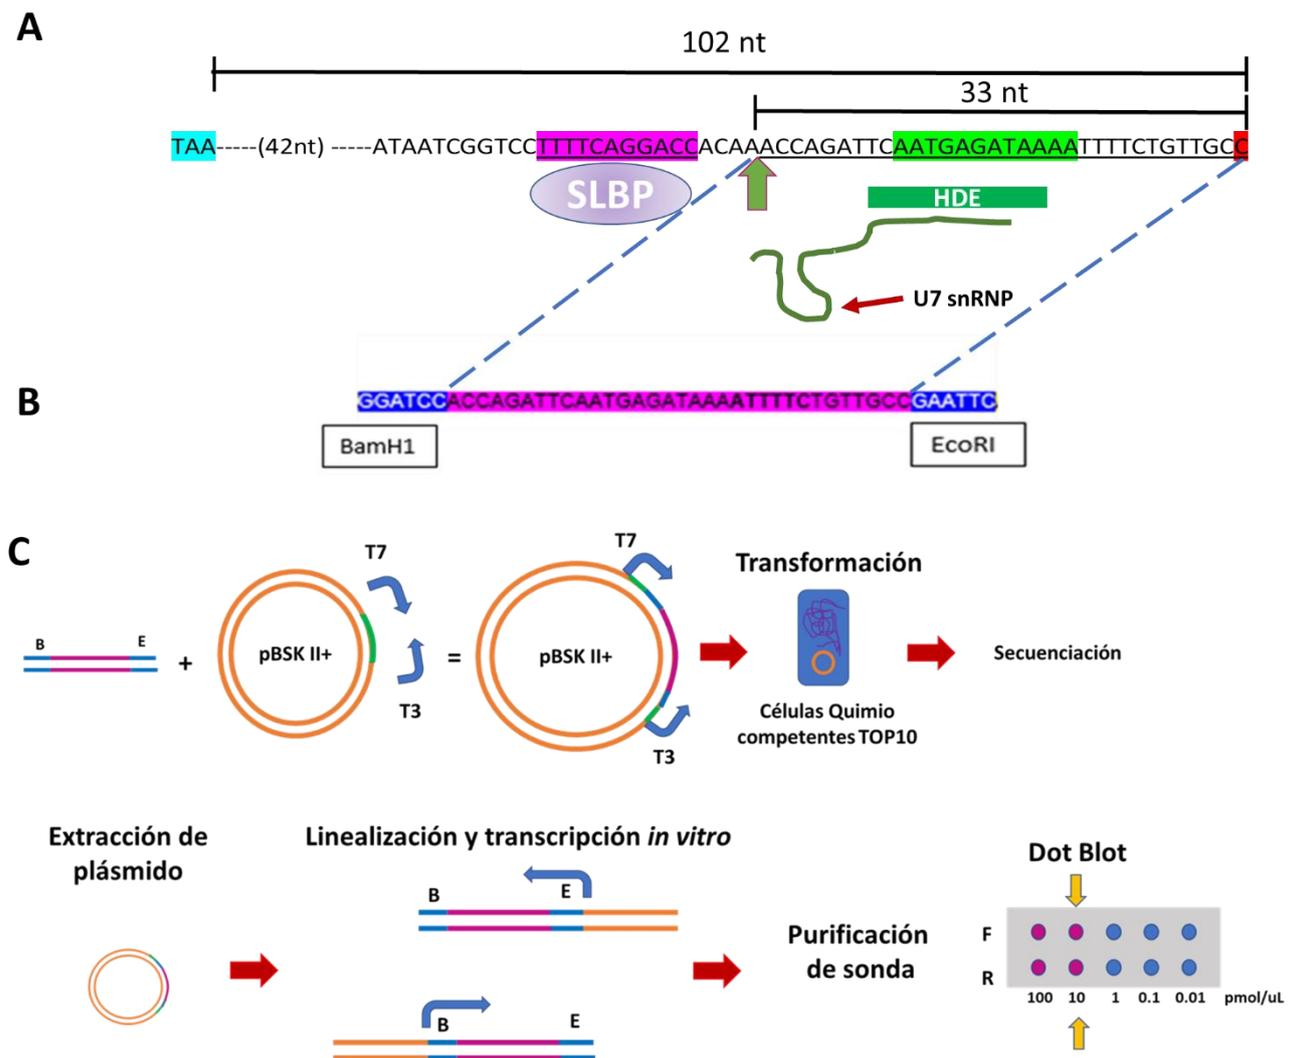 A
102 nt
33 nt
TAA-----(42nt) -----ATAATCGGTCCTTTTCAGGACCACAAACCAGATTCAATGAGATAAAATTTTCTGTTGCC
SLBP
HDE
U7 snRNP
B
GGATCCACCAGATTCAATGAGATAAAATTTTCTGTTGCCGAATTC
BamH1
EcoRI
C
T7
T7
Transformación
B
E
pBSK II+
pBSK II+
+
=
Secuenciación
T3
Células Quimio
competentes TOP10
T3
Extracción de
plásmido
Linealización y transcripción in vitro
Dot Blot
B
E
F
Purificación
de sonda
R
100 10 1 0.1 0.01 pmol/uL
B
E